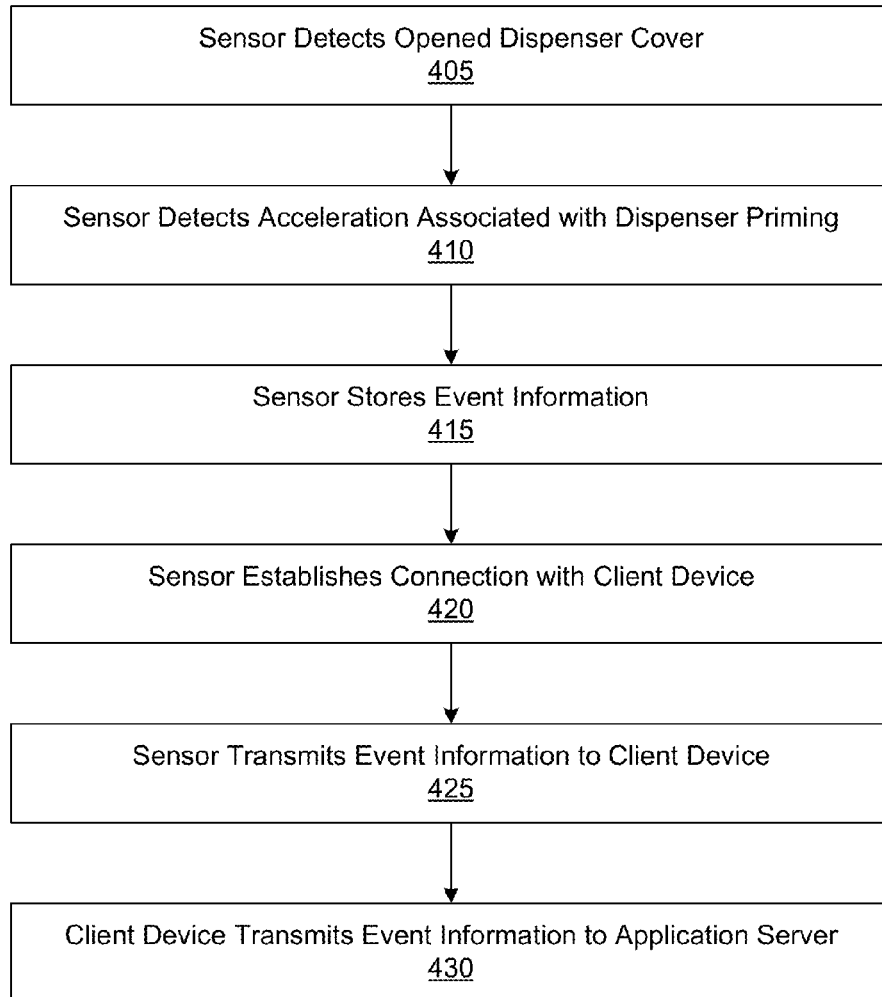 Sensor Detects Opened Dispenser Cover
405
Sensor Detects Acceleration Associated with Dispenser Priming
410
Sensor Stores Event Information
415
Sensor Establishes Connection with Client Device
420
Sensor Transmits Event Information to Client Device
425
Client Device Transmits Event Information to Application Server
430